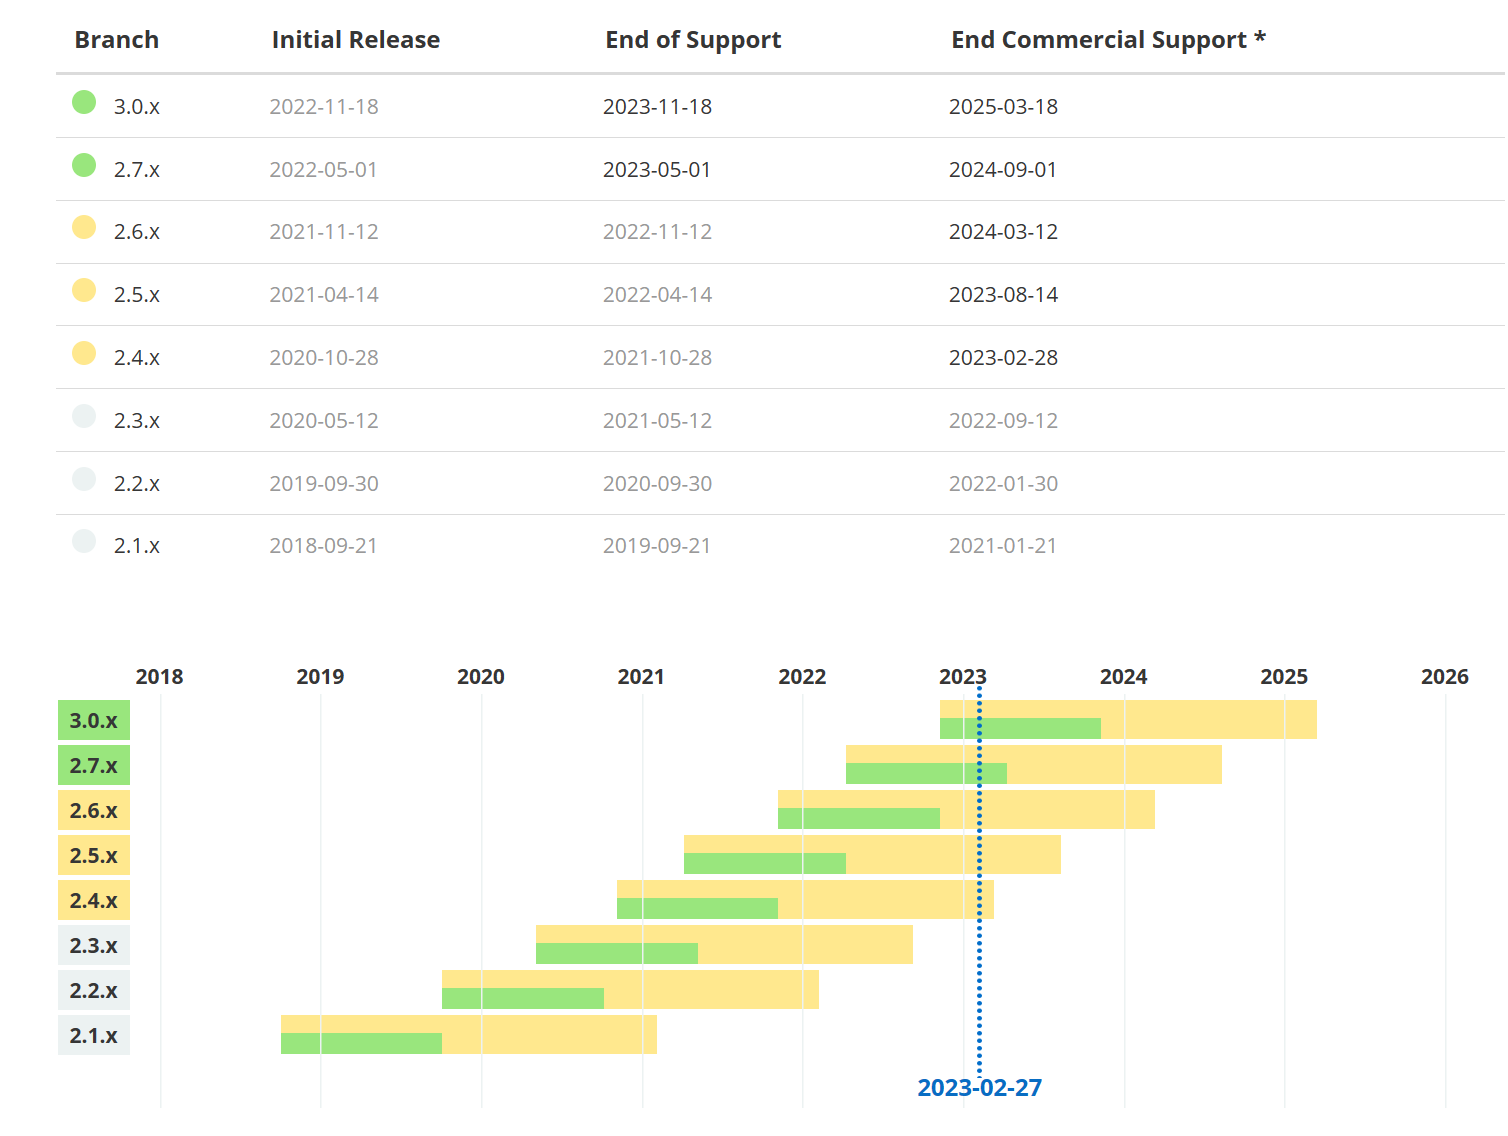 Branch Initial Release End of Support End Commercial Support *
3.0.x 2022-11-18 2023-11-18 2025-03-18
2.7.x 2022-05-01 2023-05-01 2024-09-01
2.6.x 2021-11-12 2022-11-12 2024-03-12
2.5.x 2021-04-14 2022-04-14 2023-08-14
2.4.x 2020-10-28 2021-10-28 2023-02-28
2.3.x 2020-05-12 2021-05-12 2022-09-12
2.2.x 2019-09-30 2020-09-30 2022-01-30
2.1.x 2018-09-21 2019-09-21 2021-01-21
2018 2019 2020 2021 2022 2023 2024 2025 2026
3.0.x
2.7.x
2.6.x
2.5.x
2.4.x
2.3.x
2.2.x
2.1.x
2023-02-27